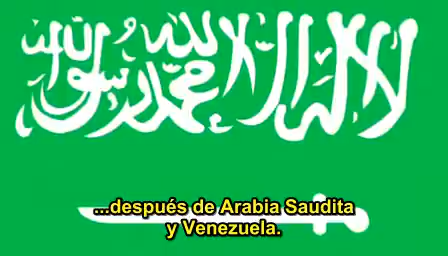 لا إله إلا الله محمد رسول الله
...después de Arabia Saudita
y Venezuela.